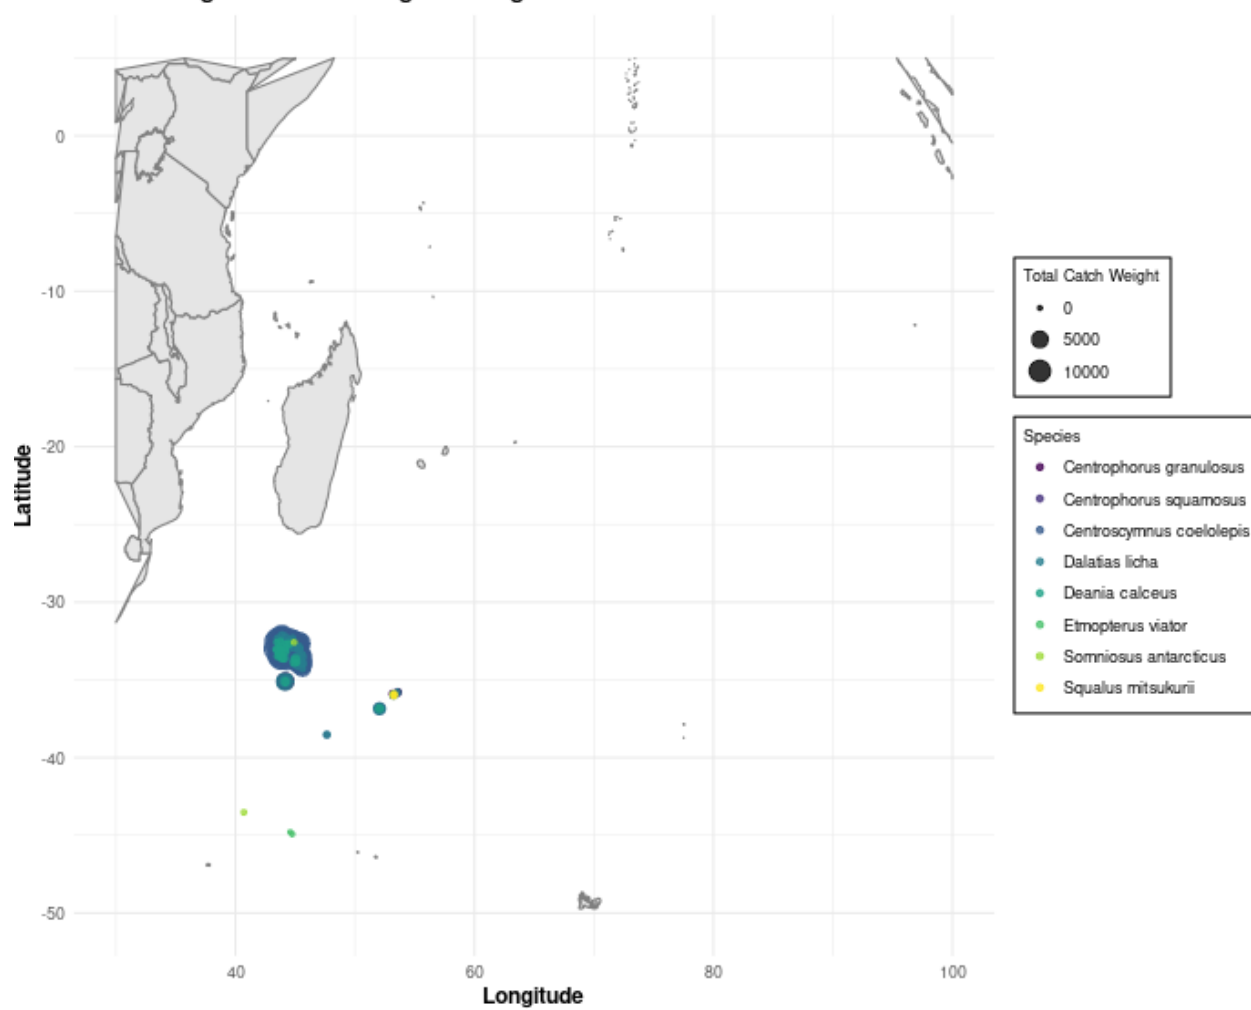 0
-10
-20
-30
-40
-50
40
60
80
100
Longitude
Latitude
Total Catch Weight
0
5000
10000
Species
Centrophorus granulosus
Centrophorus squamosus
Centroscymnus coelolepis
Dalatias licha
Deania calceus
Etmopterus viator
Somniosus antarcticus
Squalus mitsukurii